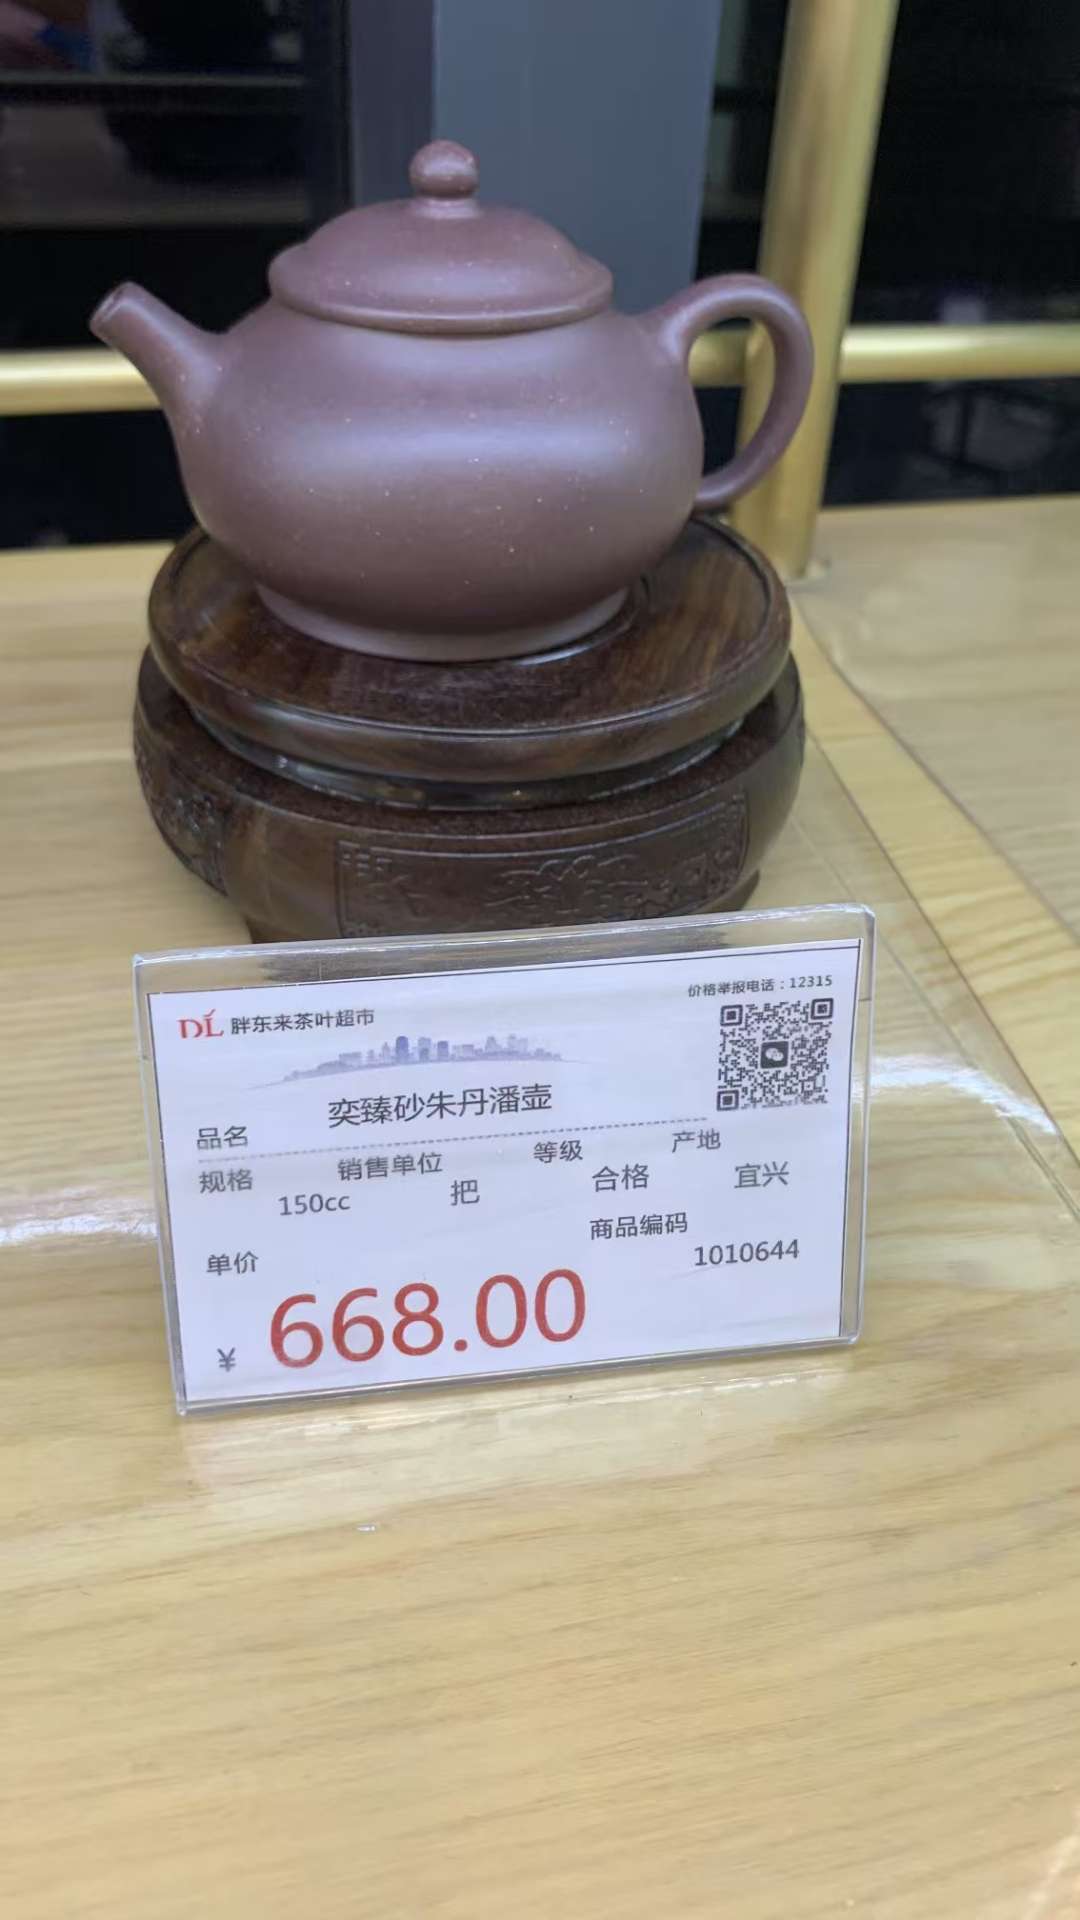 价格举报电话：12315
DL 胖东来茶叶超市
品名 奕臻砂朱丹潘壶
规格 销售单位 等级 产地
150cc 把 合格 宜兴
单价 商品编码
1010644
¥ 668.00